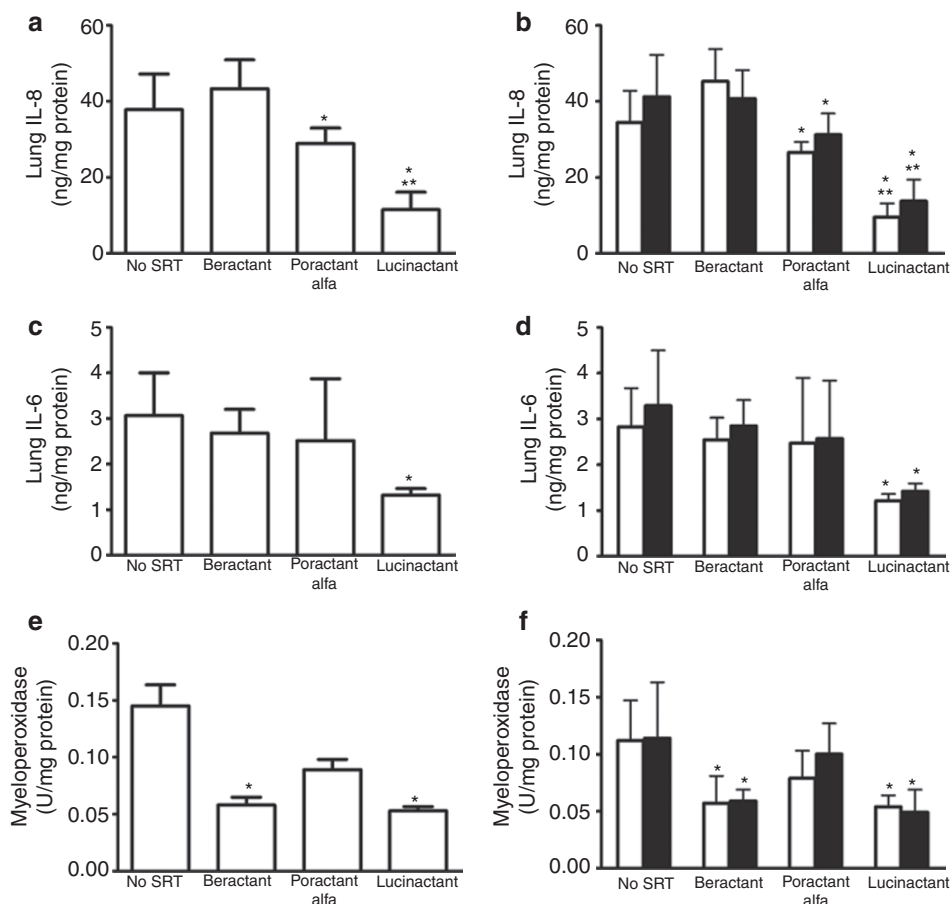 a
Lung IL-8
(ng/mg protein)
60
40
20
0
*
*
**
No SRT
Beractant
Poractant
alfa
Lucinactant
b
Lung IL-8
(ng/mg protein)
60
40
20
0
*
*
*
**
*
**
No SRT
Beractant
Poractant
alfa
Lucinactant
c
Lung IL-6
(ng/mg protein)
5
4
3
2
1
0
*
No SRT
Beractant
Poractant
alfa
Lucinactant
d
Lung IL-6
(ng/mg protein)
5
4
3
2
1
0
*
*
No SRT
Beractant
Poractant
alfa
Lucinactant
e
Myeloperoxidase
(U/mg protein)
0.20
0.15
0.10
0.05
0.00
*
*
No SRT
Beractant
Poractant
alfa
Lucinactant
f
Myeloperoxidase
(U/mg protein)
0.20
0.15
0.10
0.05
0.00
*
*
*
*
No SRT
Beractant
Poractant
alfa
Lucinactant